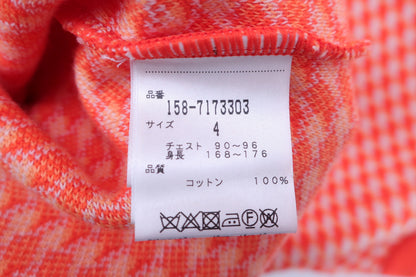 品番
158-7173303
サイズ
4
チェスト 90～96
身長 168～176
品質
コットン 100%